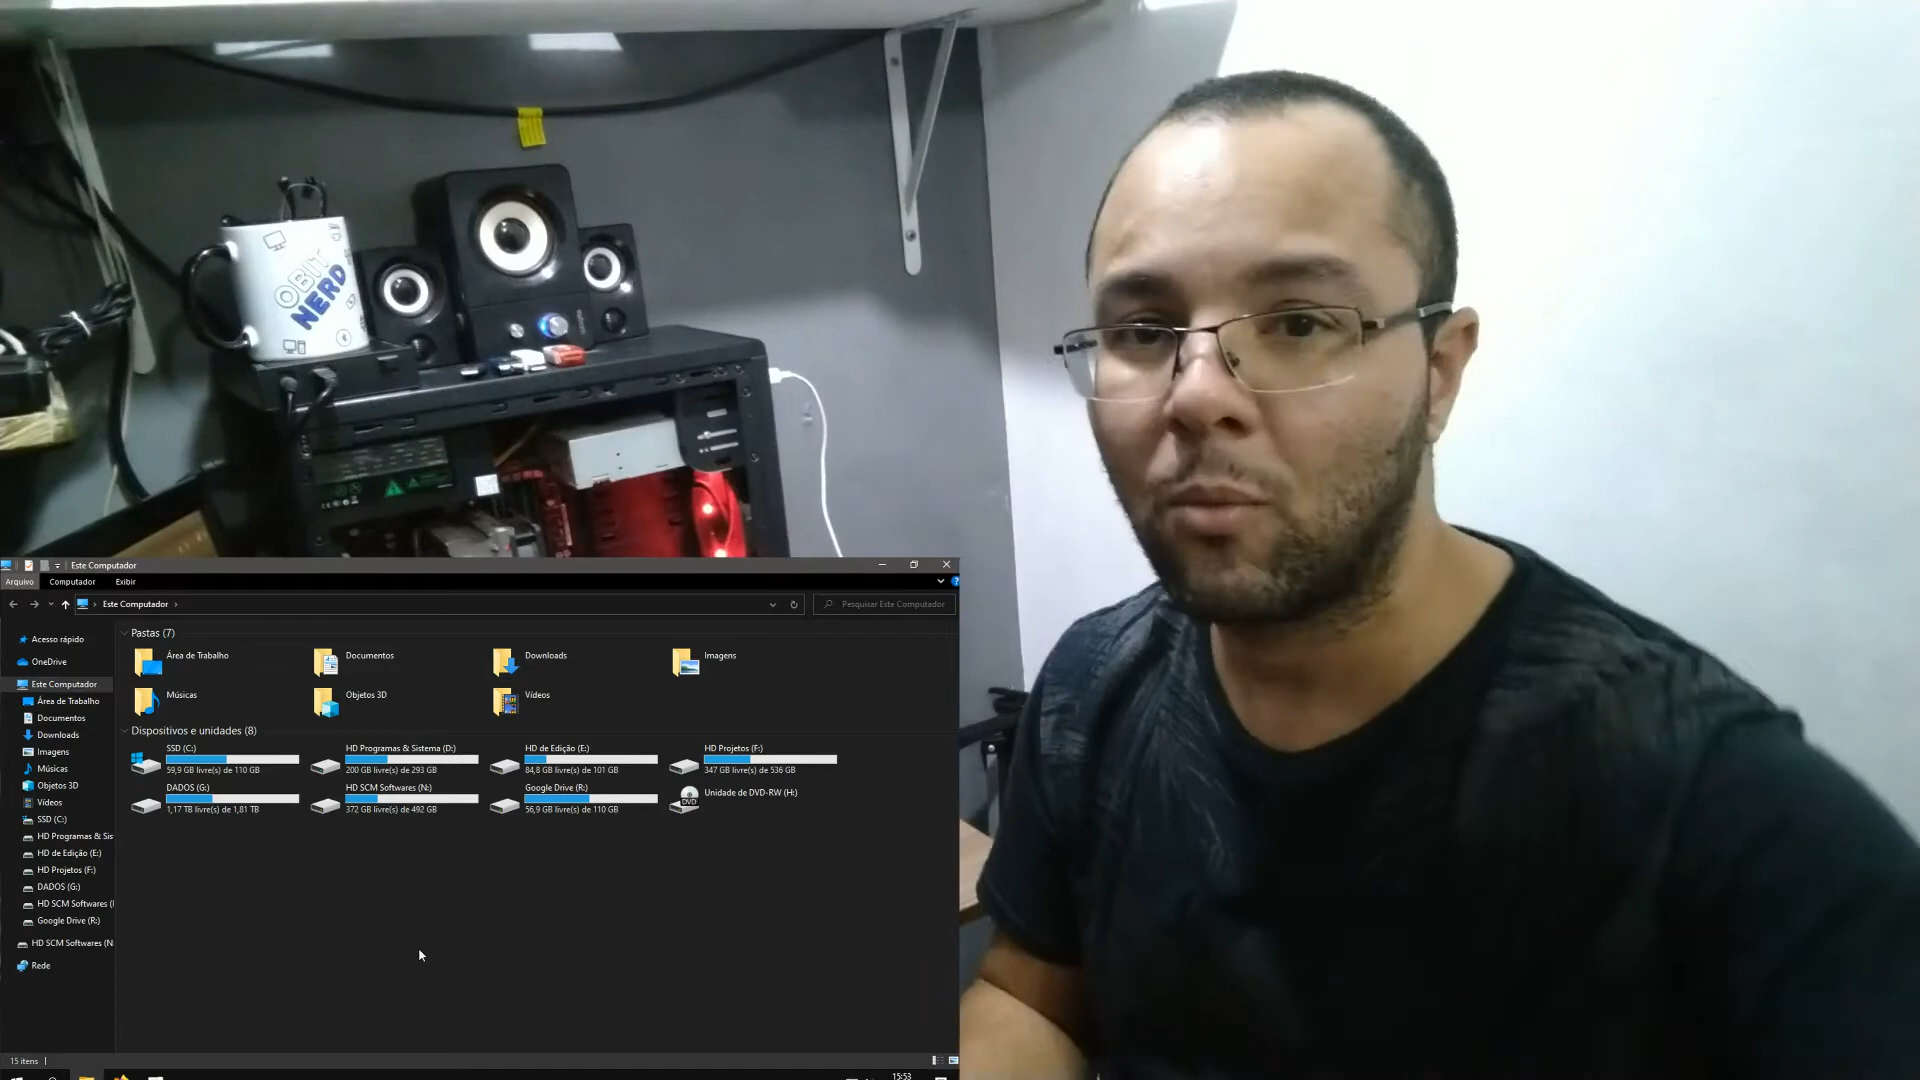 OBIT
NERD
Este Computador
Arquivo
Computador
Exibir
Este Computador
Pesquisar Este Computador
Acesso rápido
OneDrive
Este Computador
Área de Trabalho
Documentos
Downloads
Imagens
Músicas
Objetos 3D
Vídeos
SSD (C:)
HD Programas & Sis
HD de Edição (E:)
HD Projetos (F:)
DADOS (G:)
HD SCM Softwares (
Google Drive (R:)
HD SCM Softwares (N
Rede
Pastas (7)
Área de Trabalho
Documentos
Downloads
Imagens
Músicas
Objetos 3D
Vídeos
Dispositivos e unidades (8)
SSD (C:)
59,9 GB livre(s) de 110 GB
HD Programas & Sistema (D:)
200 GB livre(s) de 293 GB
HD de Edição (E:)
84,8 GB livre(s) de 101 GB
HD Projetos (F:)
347 GB livre(s) de 536 GB
DADOS (G:)
1,17 TB livre(s) de 1,81 TB
HD SCM Softwares (N:)
372 GB livre(s) de 492 GB
Google Drive (R:)
56,9 GB livre(s) de 110 GB
DVD
Unidade de DVD-RW (H:)
15 itens
15:53